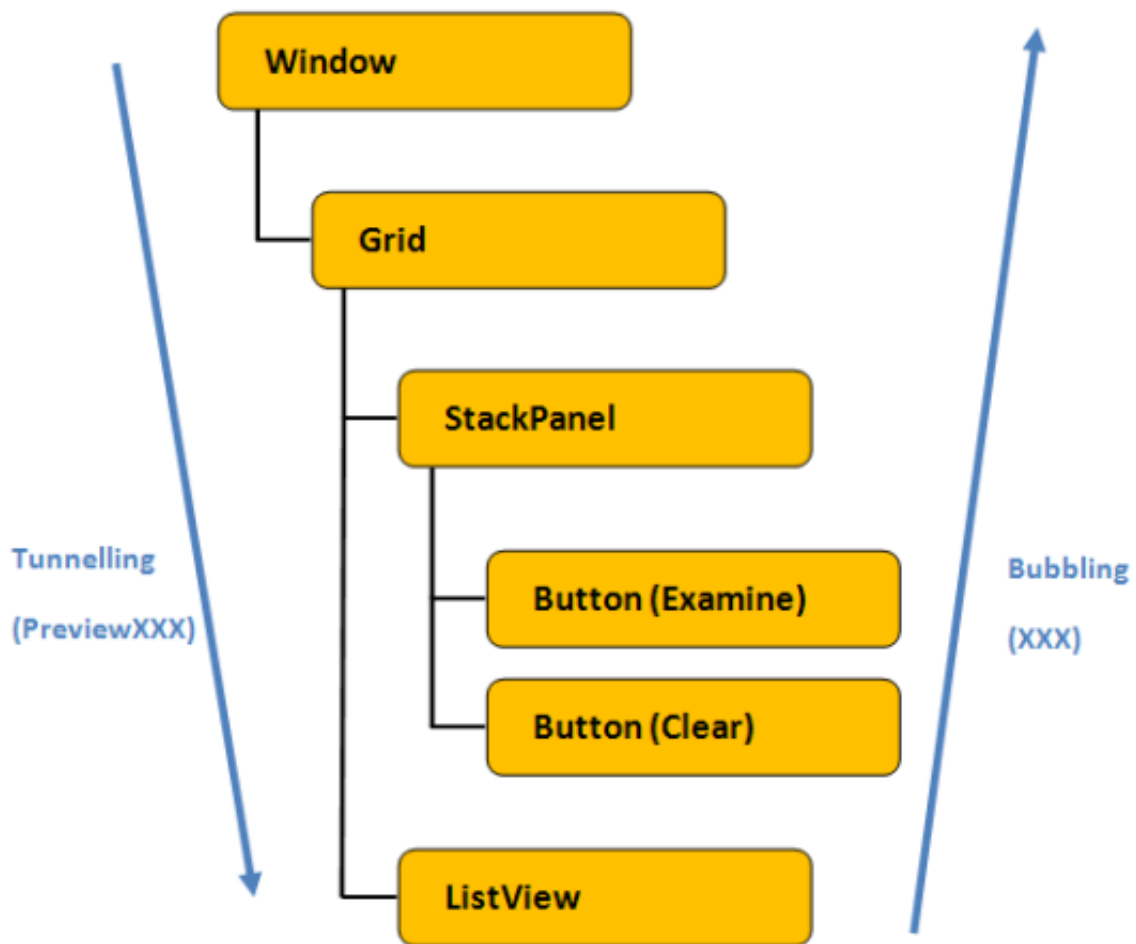 Window
Grid
StackPanel
Tunnelling
(PreviewXXX)
Button (Examine)
Bubbling
(XXX)
Button (Clear)
ListView